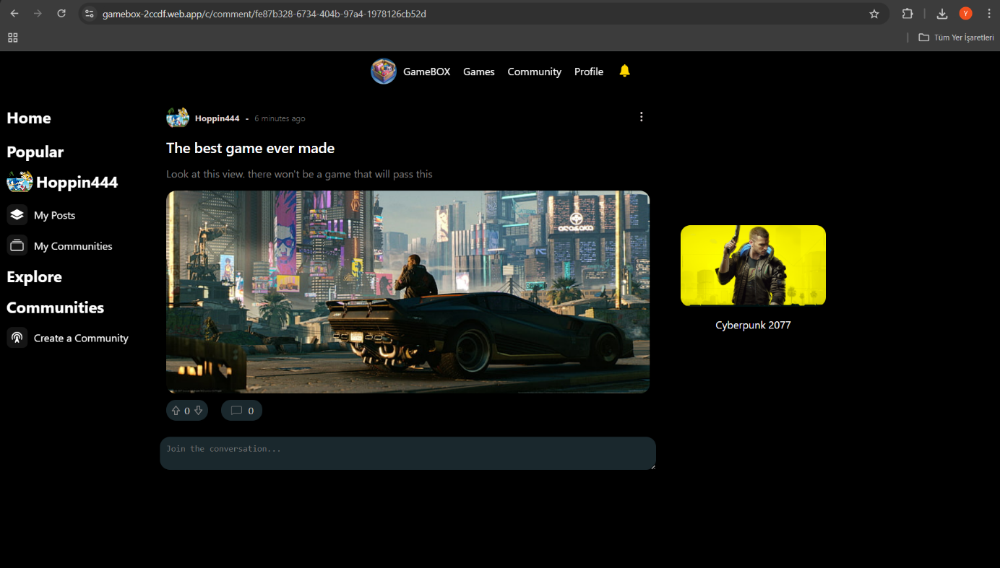 gamebox-2ccdf.web.app/c/comment/fe87b328-6734-404b-97a4-1978126cb52d
Y
Tüm Yer İşaretleri
GameBOX Games Community Profile
Home
Popular
Hoppin444
My Posts
My Communities
Explore
Communities
Create a Community
Hoppin444 - 6 minutes ago
The best game ever made
Look at this view. there won't be a game that will pass this
arasaka
0 0
Join the conversation...
Cyberpunk 2077